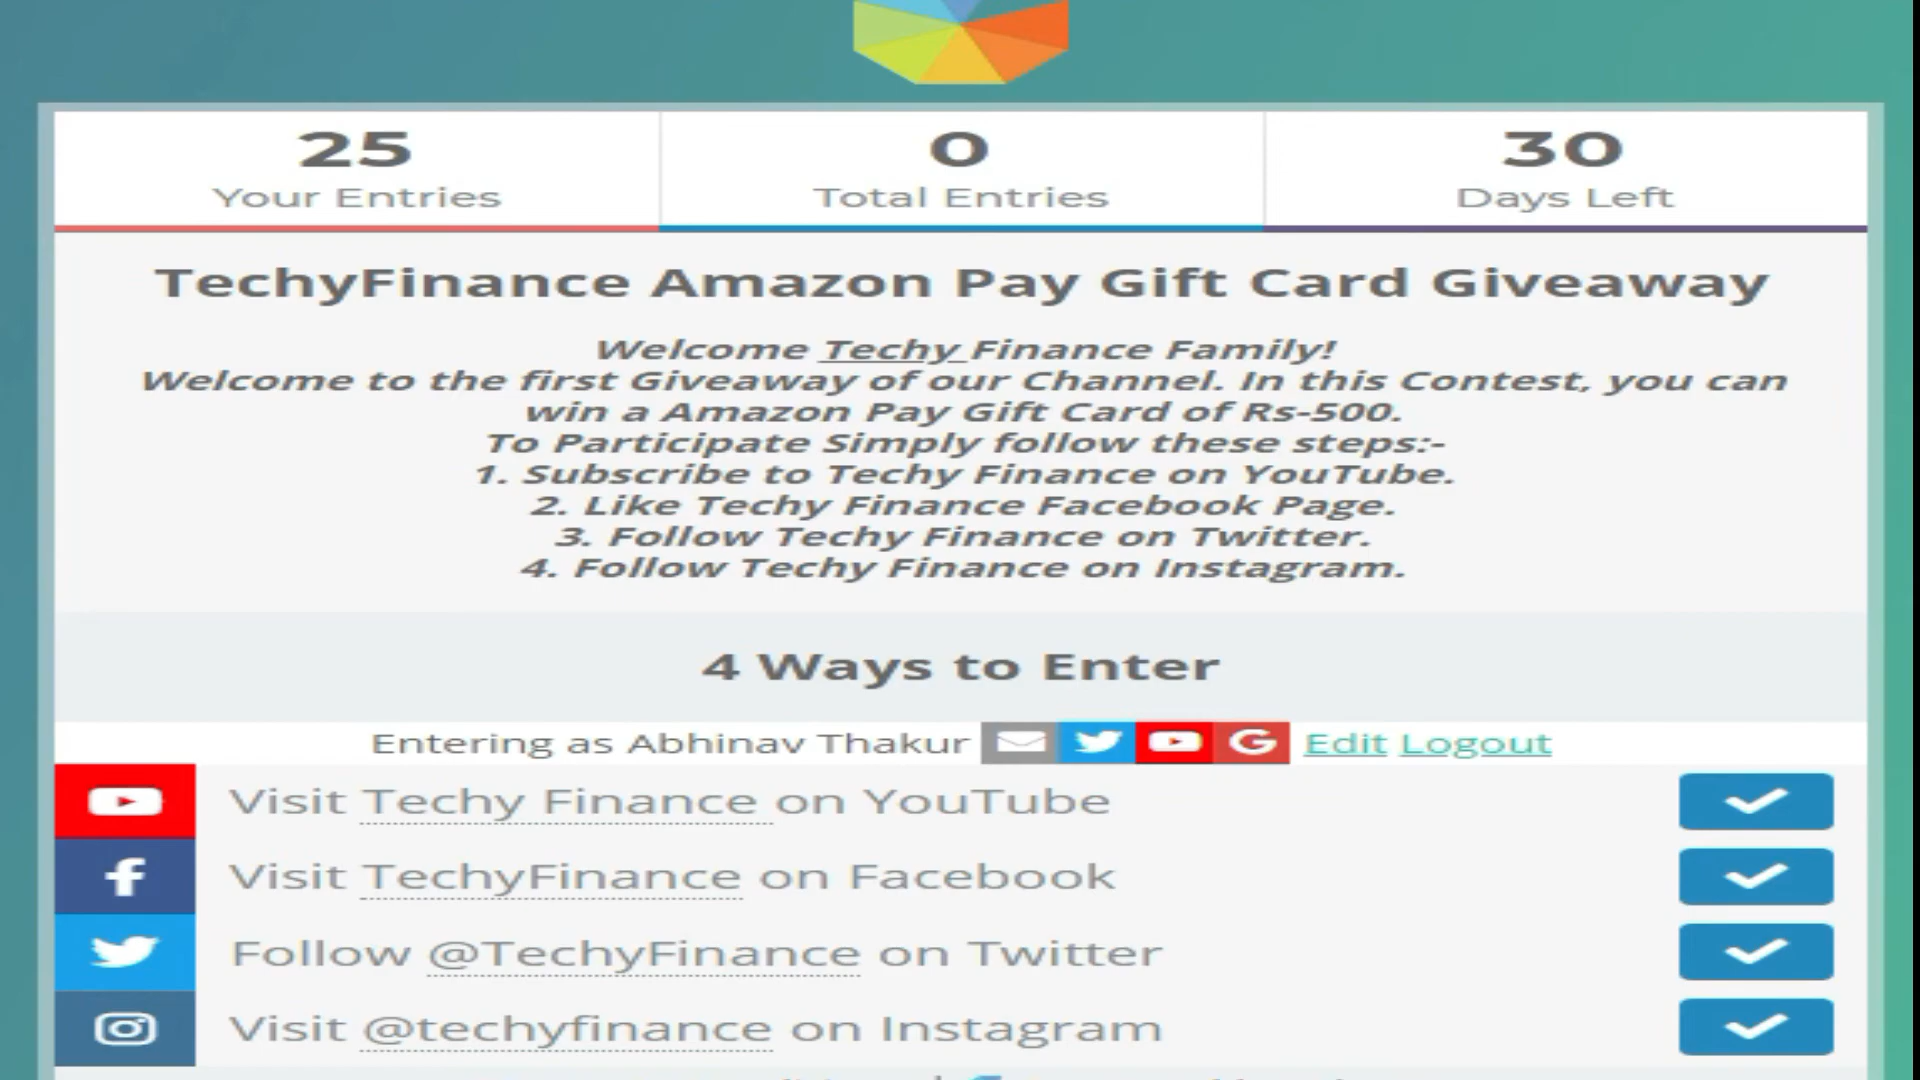 25
Your Entries
0
Total Entries
30
Days Left
TechyFinance Amazon Pay Gift Card Giveaway
Welcome Techy Finance Family!
Welcome to the first Giveaway of our Channel. In this Contest, you can
win a Amazon Pay Gift Card of Rs-500.
To Participate Simply follow these steps:-
1. Subscribe to Techy Finance on YouTube.
2. Like Techy Finance Facebook Page.
3. Follow Techy Finance on Twitter.
4. Follow Techy Finance on Instagram.
4 Ways to Enter
Entering as Abhinav Thakur G Edit Logout
Visit Techy Finance on YouTube
f Visit TechyFinance on Facebook
Follow @TechyFinance on Twitter
Visit @techyfinance on Instagram